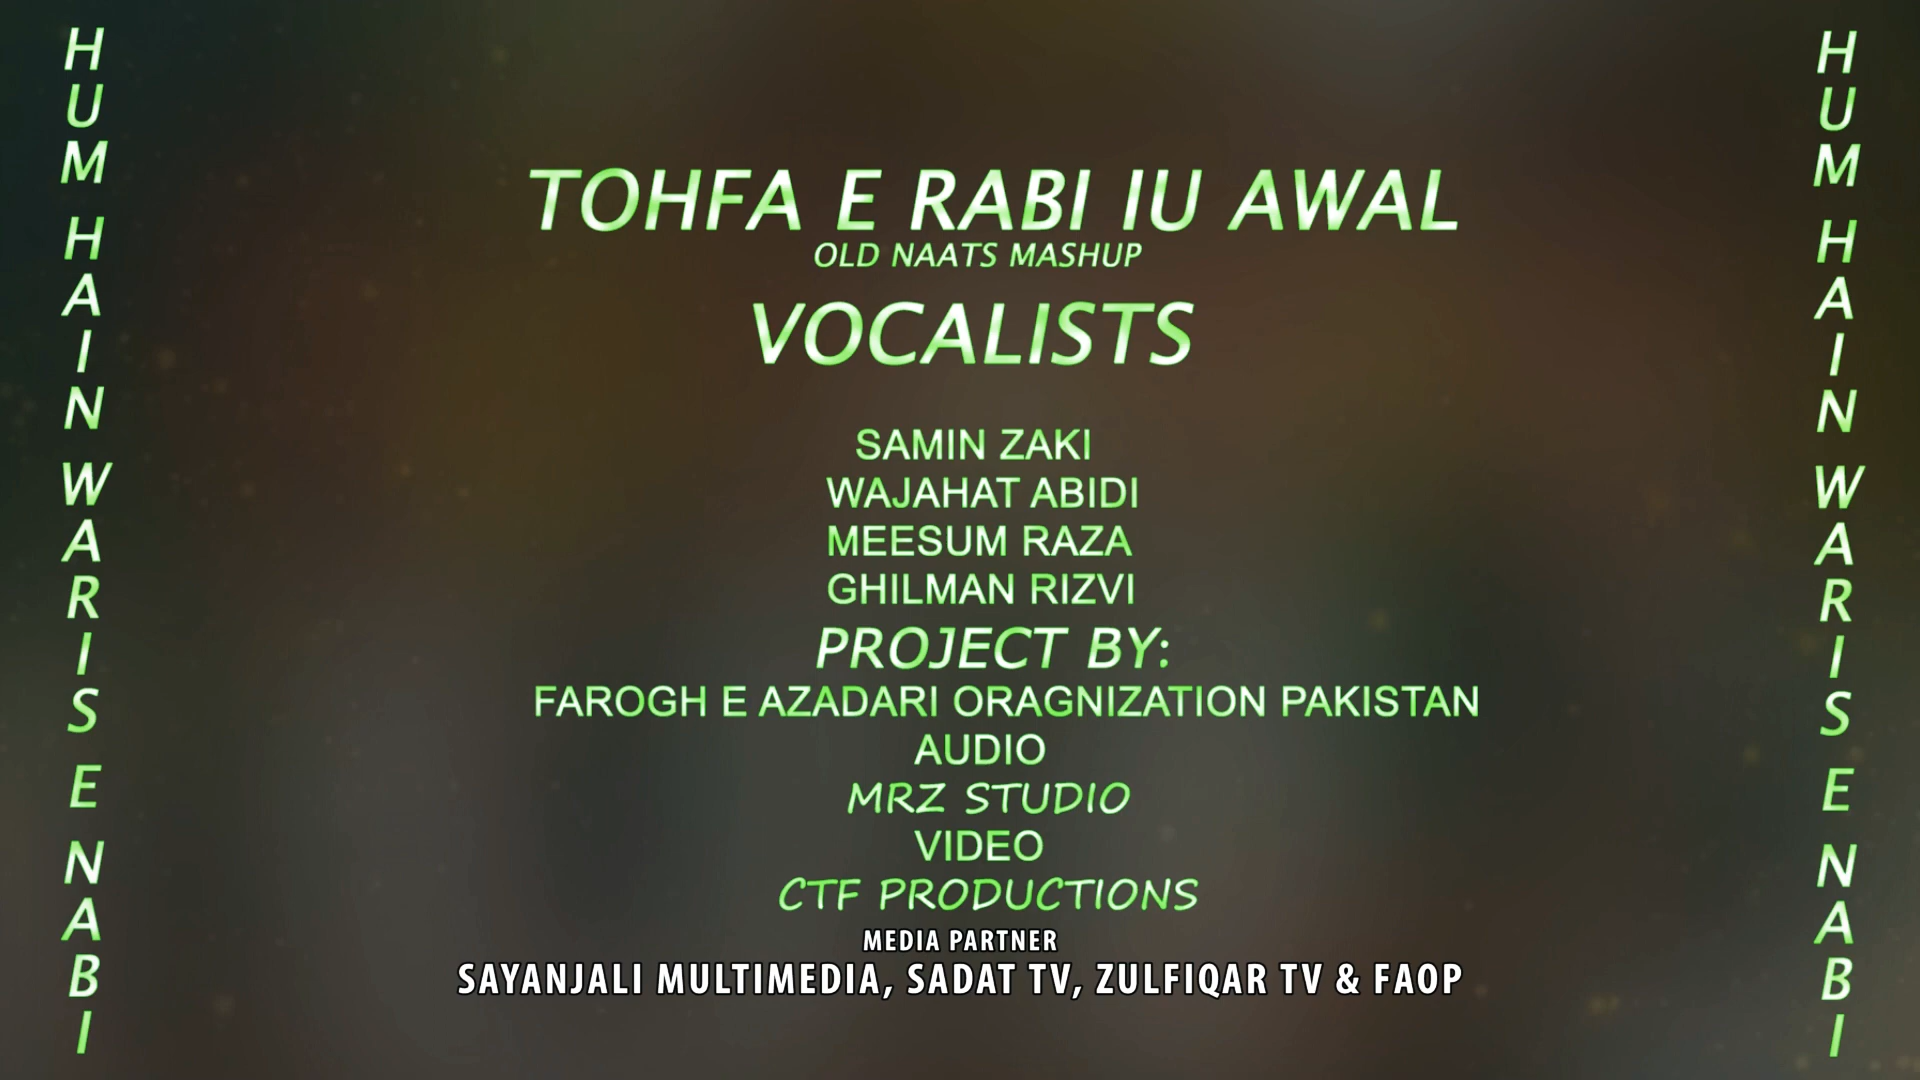 HUM HAIN WARIS E NABI
TOHFA E RABI IU AWAL
OLD NAATS MASHUP
VOCALISTS
SAMIN ZAKI
WAJAHAT ABIDI
MEESUM RAZA
GHILMAN RIZVI
PROJECT BY:
FAROGH E AZADARI ORAGNIZATION PAKISTAN
AUDIO
MRZ STUDIO
VIDEO
CTF PRODUCTIONS
MEDIA PARTNER
SAYANJALI MULTIMEDIA, SADAT TV, ZULFIQAR TV & FAOP
HUM HAIN WARIS E NABI